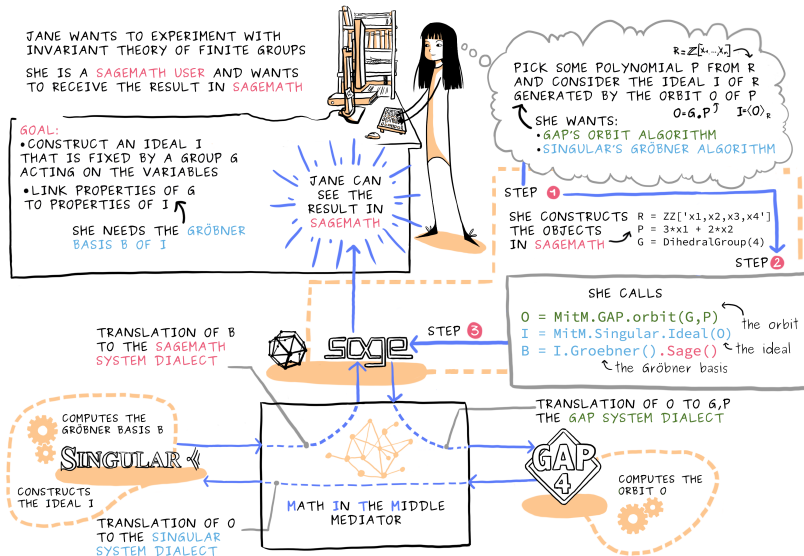 JANE WANTS TO EXPERIMENT WITH
INVARIANT THEORY OF FINITE GROUPS
SHE IS A SAGEMATH USER AND WANTS
TO RECEIVE THE RESULT IN SAGEMATH
R=ℤ[x₁...xₙ]
PICK SOME POLYNOMIAL P FROM R
AND CONSIDER THE IDEAL I OF R
GENERATED BY THE ORBIT O OF P
O=G.P I=⟨O⟩R
SHE WANTS:
•GAP'S ORBIT ALGORITHM
•SINGULAR'S GRÖBNER ALGORITHM
GOAL:
•CONSTRUCT AN IDEAL I
THAT IS FIXED BY A GROUP G
ACTING ON THE VARIABLES
•LINK PROPERTIES OF G
TO PROPERTIES OF I
SHE NEEDS THE GRÖBNER
BASIS B OF I
JANE CAN
SEE THE
RESULT IN
SAGEMATH
STEP 1
SHE CONSTRUCTS
THE OBJECTS
IN SAGEMATH
R = ZZ['x1,x2,x3,x4']
P = 3*x1 + 2*x2
G = DihedralGroup(4)
STEP 2
SHE CALLS
O = MitM.GAP.orbit(G,P)
the orbit
I = MitM.Singular.Ideal(O)
the ideal
B = I.Groebner().Sage()
the Gröbner basis
STEP 3
sage
TRANSLATION OF B
TO THE SAGEMATH
SYSTEM DIALECT
TRANSLATION OF O TO G,P
THE GAP SYSTEM DIALECT
COMPUTES THE
GRÖBNER BASIS B
SINGULAR
CONSTRUCTS
THE IDEAL I
GAP
4
COMPUTES THE
ORBIT O
MATH IN THE MIDDLE
MEDIATOR
TRANSLATION OF O
TO THE SINGULAR
SYSTEM DIALECT